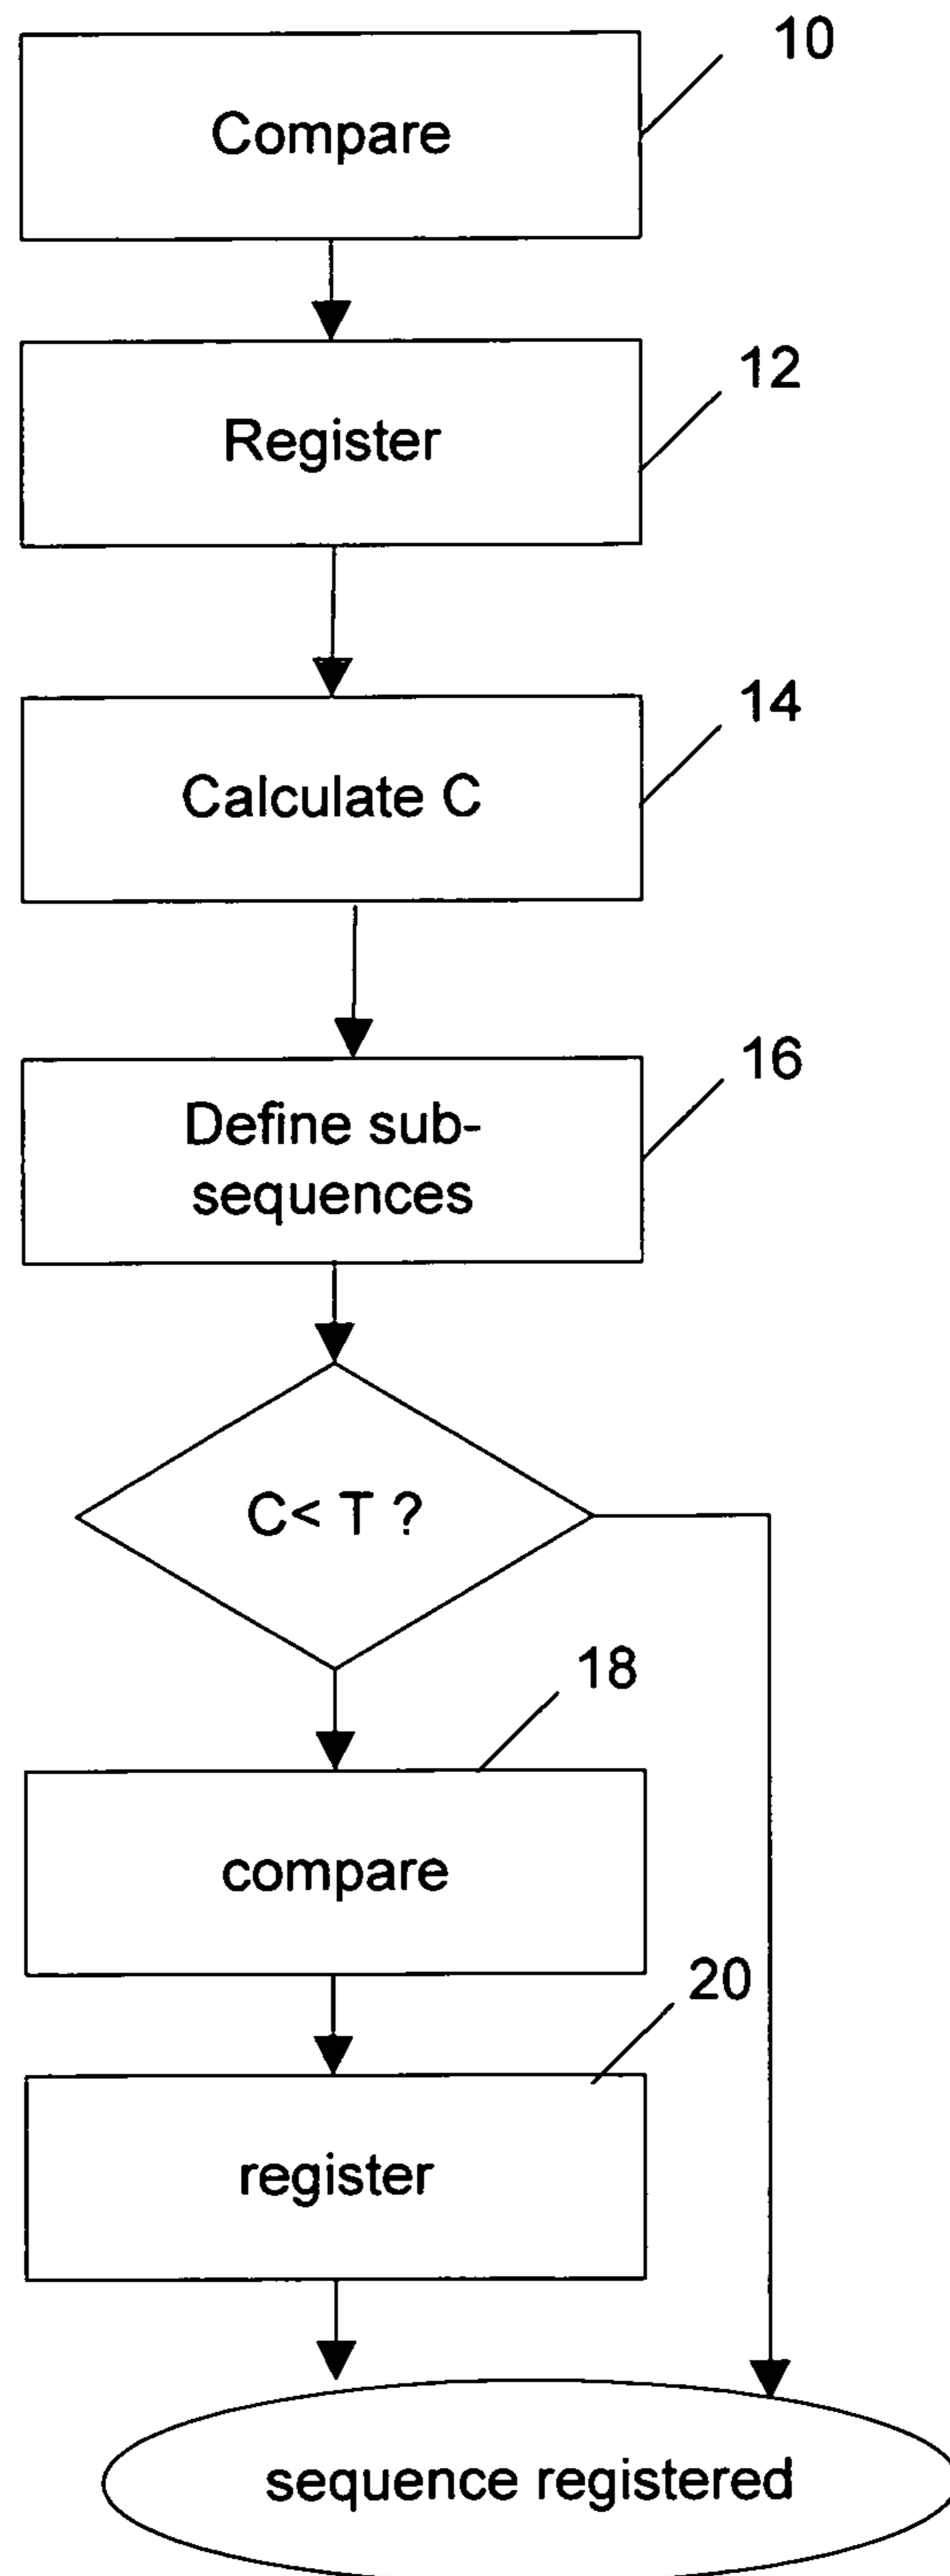 10
Compare
12
Register
14
Calculate C
16
Define sub-
sequences
C< T ?
18
compare
20
register
sequence registered